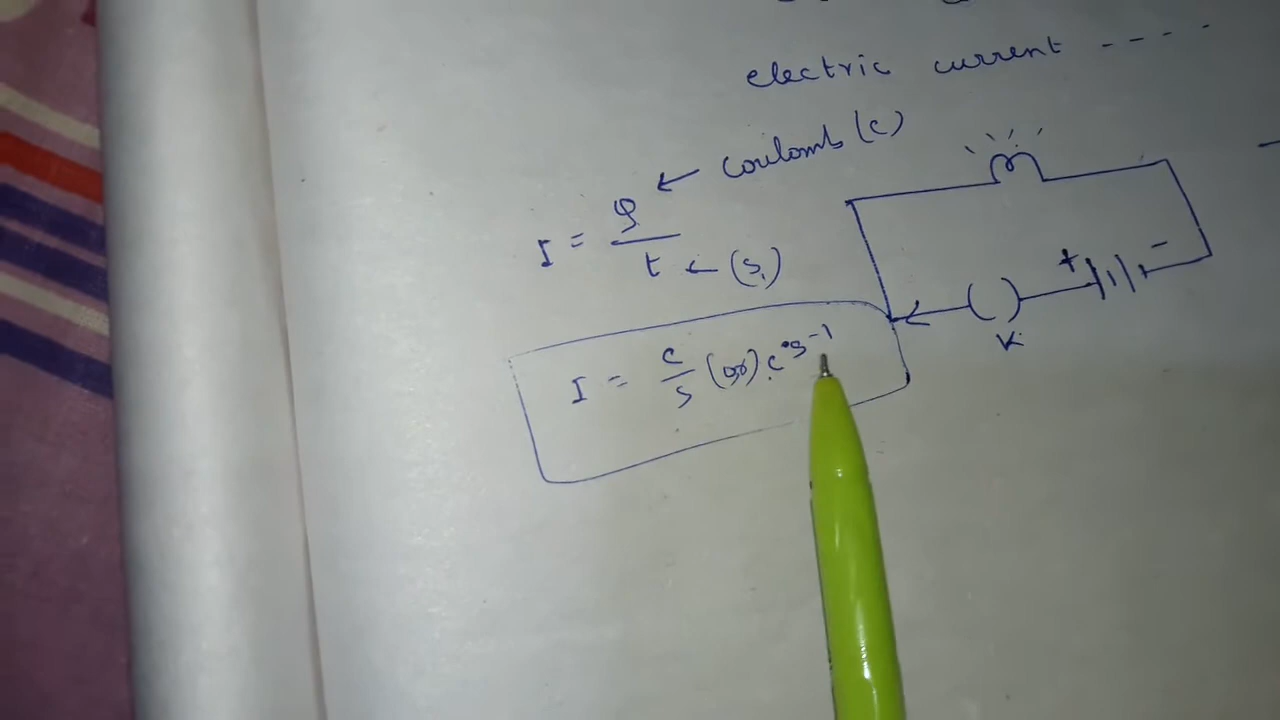 electric current ----
coulomb (c)
I = Q / t ← (s)
+ -
K
I = c/s (or) c s⁻¹